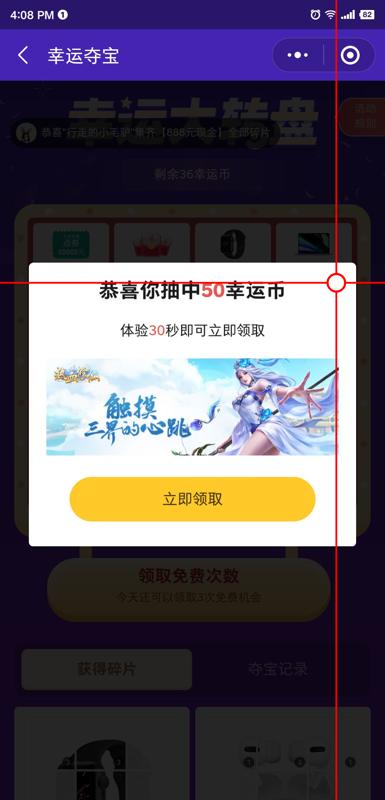 4:08 PM
82
幸运夺宝
幸运大转盘
活动
规则
恭喜"行走的小毛驴"集齐【888元现金】全部碎片
剩余36幸运币
恭喜你抽中50幸运币
体验30秒即可立即领取
触摸
三界的心跳
立即领取
领取免费次数
今天还可以领取3次免费机会
获得碎片
夺宝记录